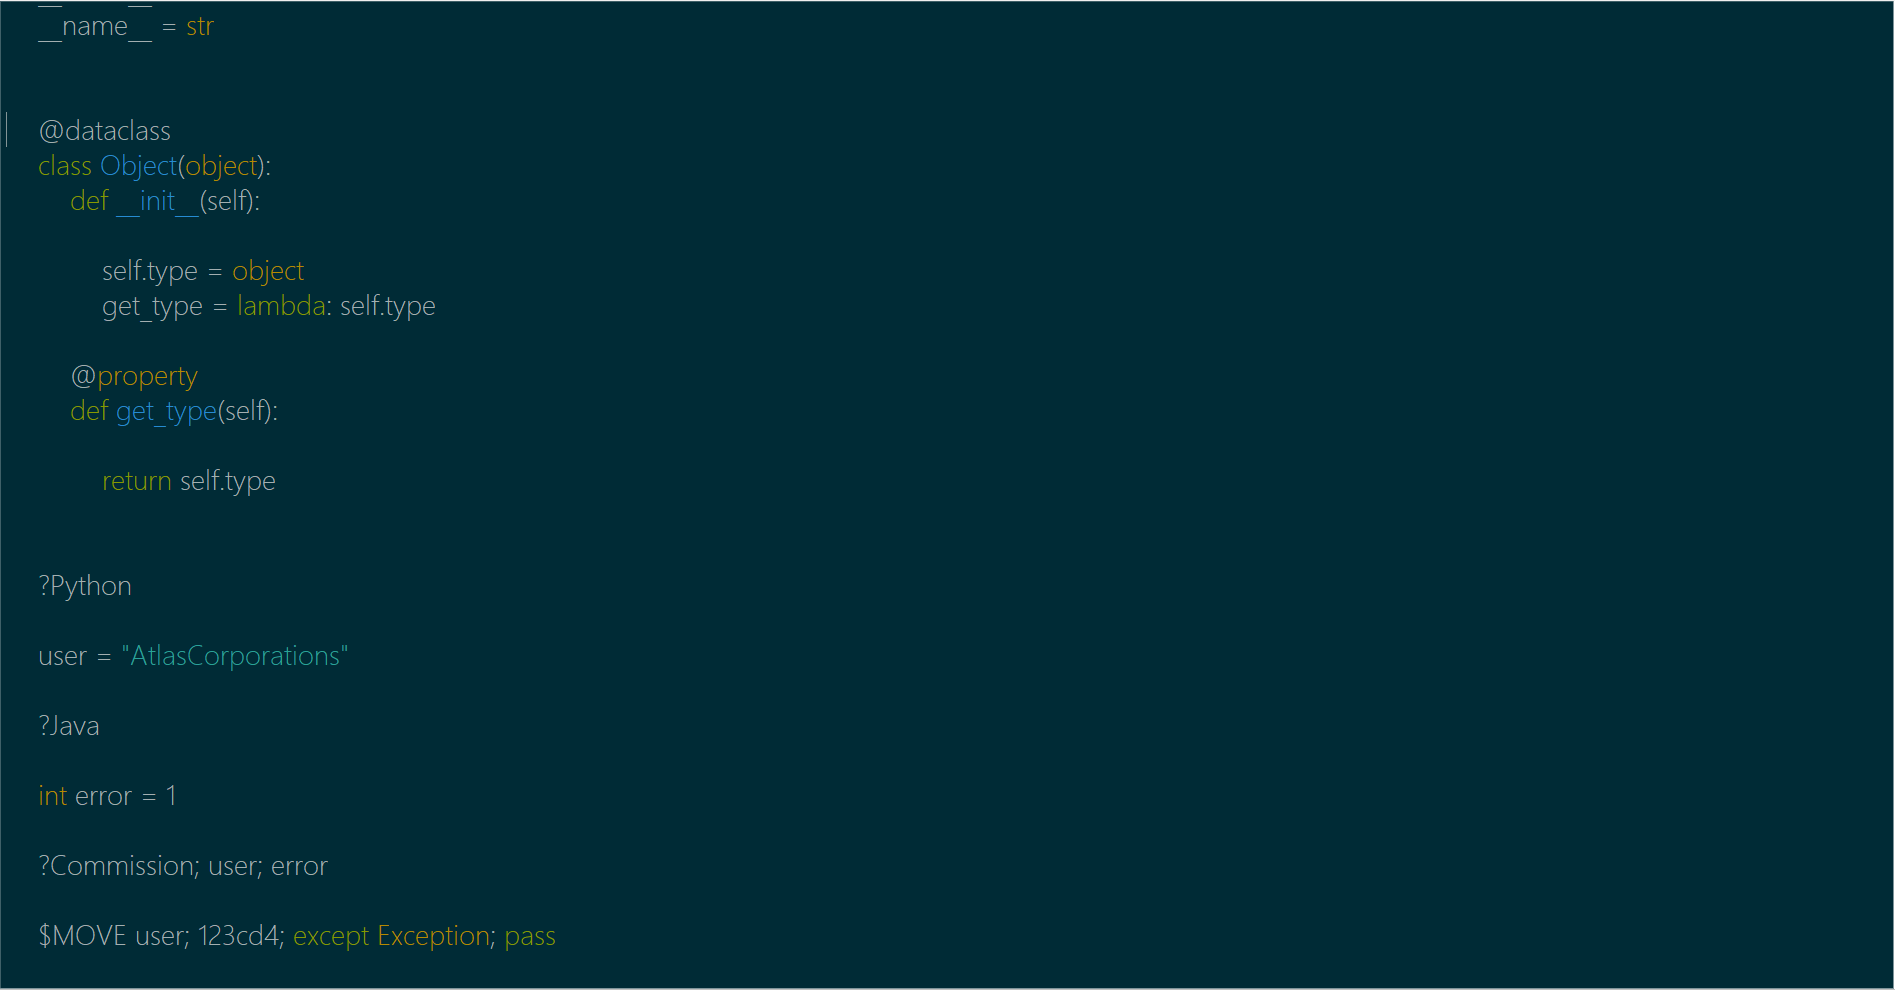 __name__ = str
@dataclass
class Object(object):
def __init__(self):
self.type = object
get_type = lambda: self.type
@property
def get_type(self):
return self.type
?Python
user = "AtlasCorporations"
?Java
int error = 1
?Commission; user; error
$MOVE user; 123cd4; except Exception; pass